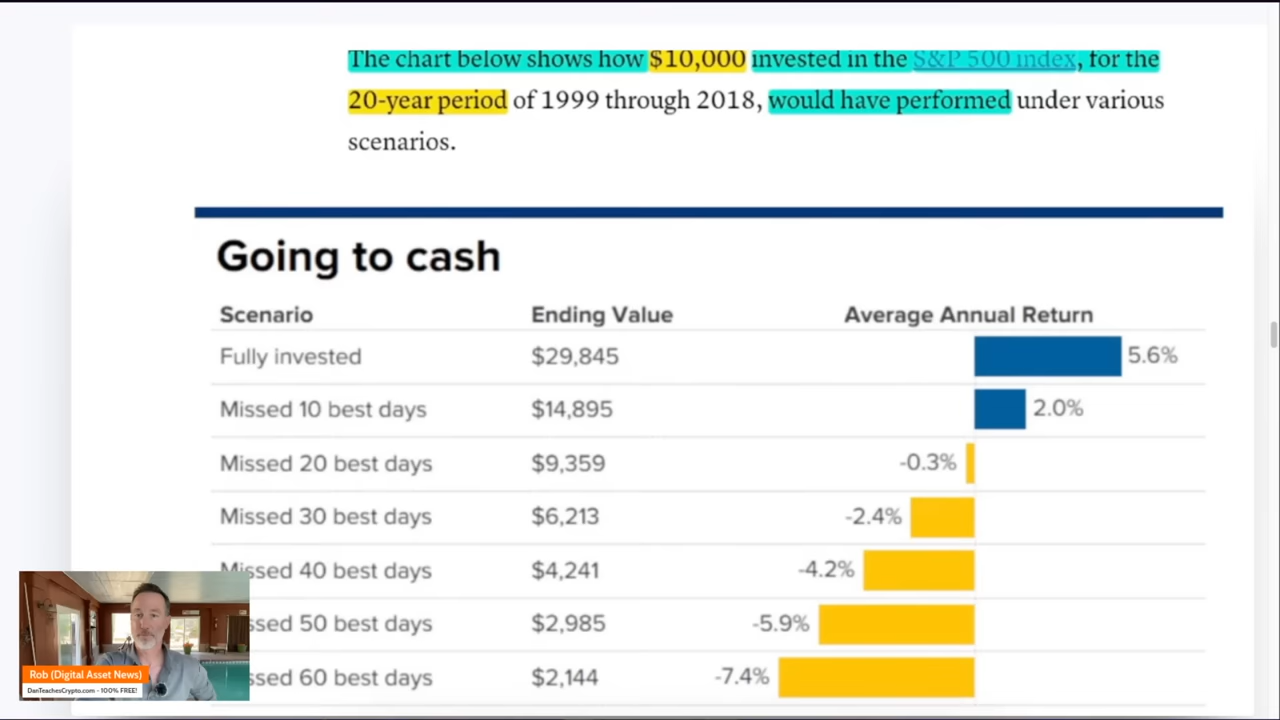 The chart below shows how $10,000 invested in the S&P 500 index, for the
20-year period of 1999 through 2018, would have performed under various
scenarios.
Going to cash
Scenario Ending Value Average Annual Return
Fully invested $29,845 5.6%
Missed 10 best days $14,895 2.0%
Missed 20 best days $9,359 -0.3%
Missed 30 best days $6,213 -2.4%
Missed 40 best days $4,241 -4.2%
ssed 50 best days $2,985 -5.9%
ssed 60 best days $2,144 -7.4%
Rob (Digital Asset News)
DanTeachesCrypto.com - 100% FREE!